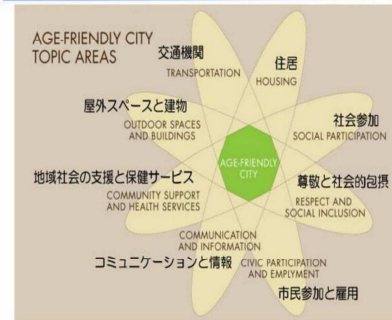 AGE-FRIENDLY CITY
TOPIC AREAS
交通機関
TRANSPORTATION
住居
HOUSING
屋外スペースと建物
OUTDOOR SPACES
AND BUILDINGS
社会参加
SOCIAL PARTICIPATION
AGE-FRIENDLY
CITY
地域社会の支援と保健サービス
COMMUNITY SUPPORT
AND HEALTH SERVICES
尊敬と社会的包摂
RESPECT AND
SOCIAL INCLUSION
COMMUNICATION
AND INFORMATION
コミュニケーションと情報
CIVIC PARTICIPATION
AND EMPLYMENT
市民参加と雇用